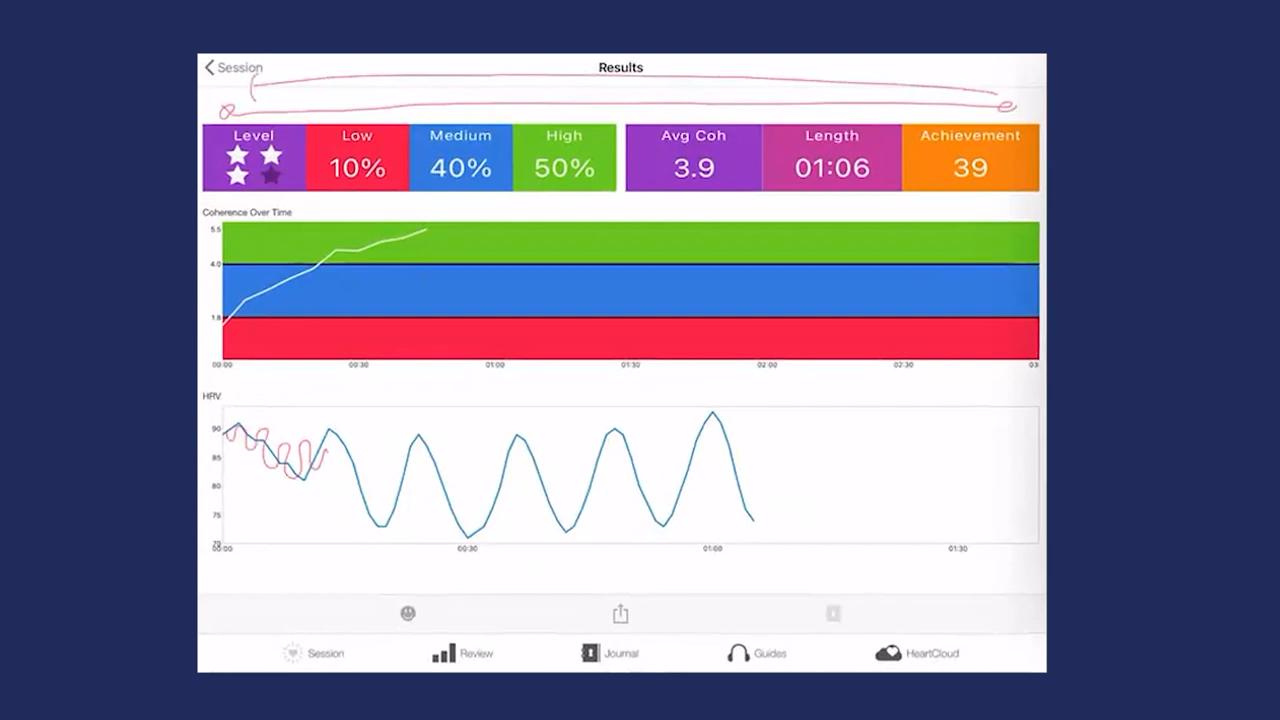 Session
Results
Level Low Medium High Avg Coh Length Achievement
10% 40% 50% 3.9 01:06 39
Coherence Over Time
5.5
4.0
1.8
00:00 00:30 01:00 01:30 02:00 02:30 03
HRV
90
85
80
75
70
00:00 00:30 01:00 01:30
Session Review Journal Guides HeartCloud